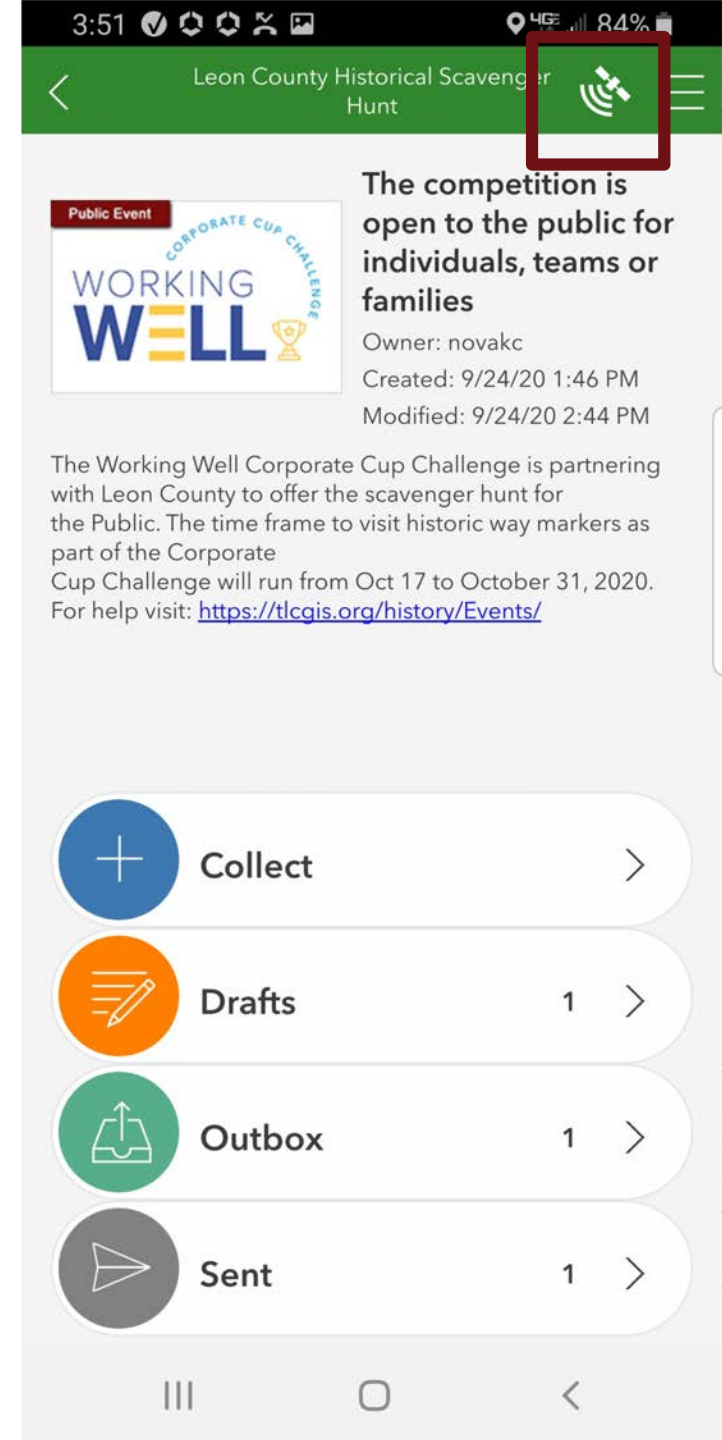 3:51 4GE 84%
Leon County Historical Scavenger
Hunt
Public Event
CORPORATE CUP CHALLENGE
WORKING
WELL
The competition is
open to the public for
individuals, teams or
families
Owner: novakc
Created: 9/24/20 1:46 PM
Modified: 9/24/20 2:44 PM
The Working Well Corporate Cup Challenge is partnering
with Leon County to offer the scavenger hunt for
the Public. The time frame to visit historic way markers as
part of the Corporate
Cup Challenge will run from Oct 17 to October 31, 2020.
For help visit: https://tlcgis.org/history/Events/
Collect
Drafts 1
Outbox 1
Sent 1